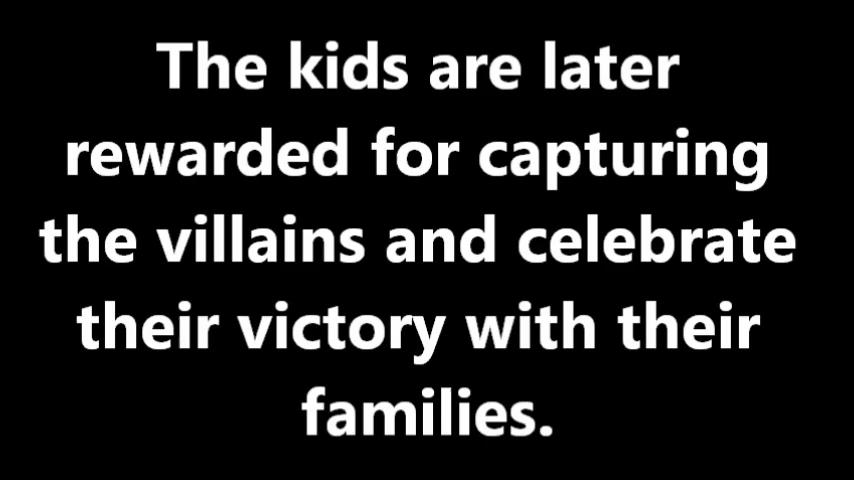 The kids are later
rewarded for capturing
the villains and celebrate
their victory with their
families.